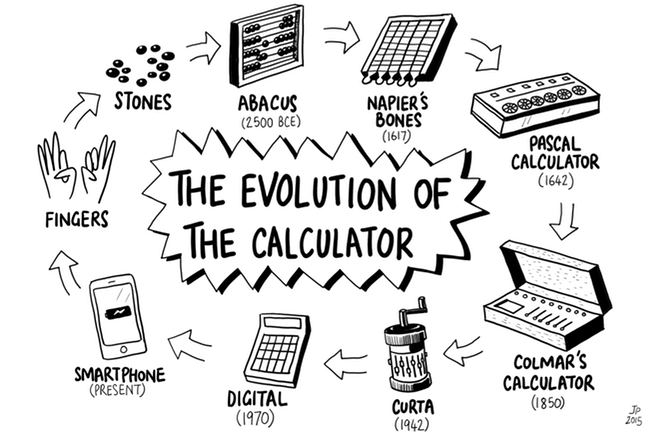 THE EVOLUTION OF
THE CALCULATOR
FINGERS
STONES
ABACUS
(2500 BCE)
NAPIER'S
BONES
(1617)
PASCAL
CALCULATOR
(1642)
COLMAR'S
CALCULATOR
(1850)
CURTA
(1942)
DIGITAL
(1970)
SMARTPHONE
(PRESENT)
JP
2015